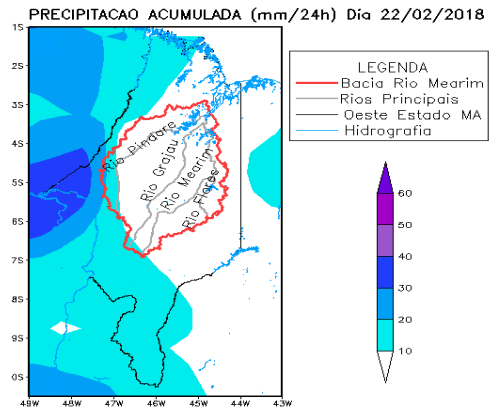 PRECIPITACAO ACUMULADA (mm/24h) Dia 22/02/2018
LEGENDA
Bacia Rio Mearim
Rios Principais
Oeste Estado MA
Hidrografia
1S
2S
3S
4S
5S
6S
7S
8S
9S
0S
49W 48W 47W 46W 45W 44W 43W
Rio Pindare
Rio Grajau
Rio Mearim
Rio Flores
60
50
40
30
20
10